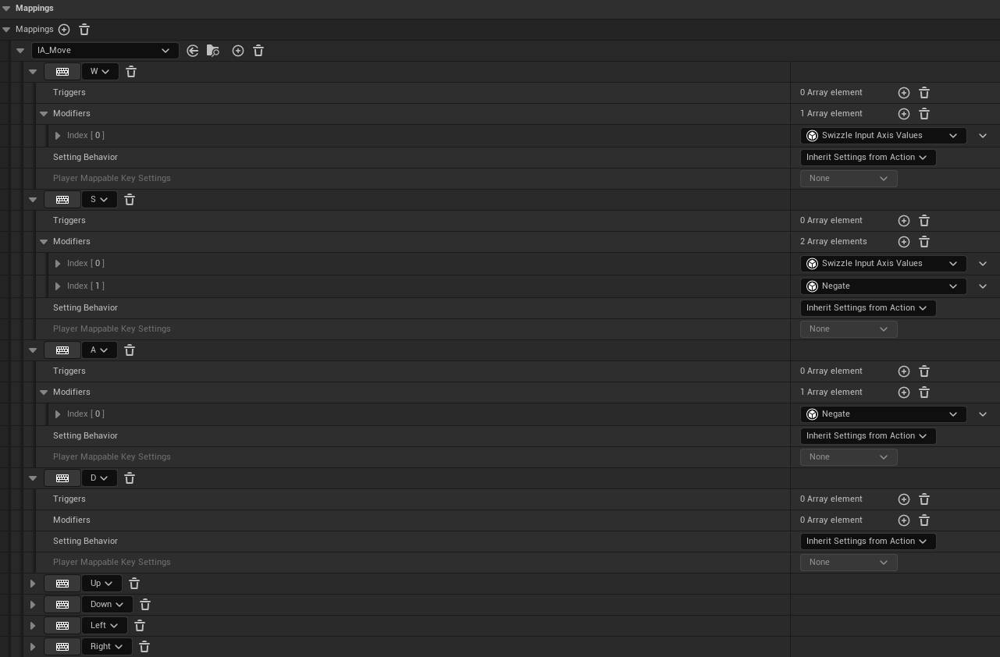 Mappings
Mappings
IA_Move
W
Triggers 0 Array element
Modifiers 1 Array element
Index [ 0 ] Swizzle Input Axis Values
Setting Behavior Inherit Settings from Action
Player Mappable Key Settings None
S
Triggers 0 Array element
Modifiers 2 Array elements
Index [ 0 ] Swizzle Input Axis Values
Index [ 1 ] Negate
Setting Behavior Inherit Settings from Action
Player Mappable Key Settings None
A
Triggers 0 Array element
Modifiers 1 Array element
Index [ 0 ] Negate
Setting Behavior Inherit Settings from Action
Player Mappable Key Settings None
D
Triggers 0 Array element
Modifiers 0 Array element
Setting Behavior Inherit Settings from Action
Player Mappable Key Settings None
Up
Down
Left
Right